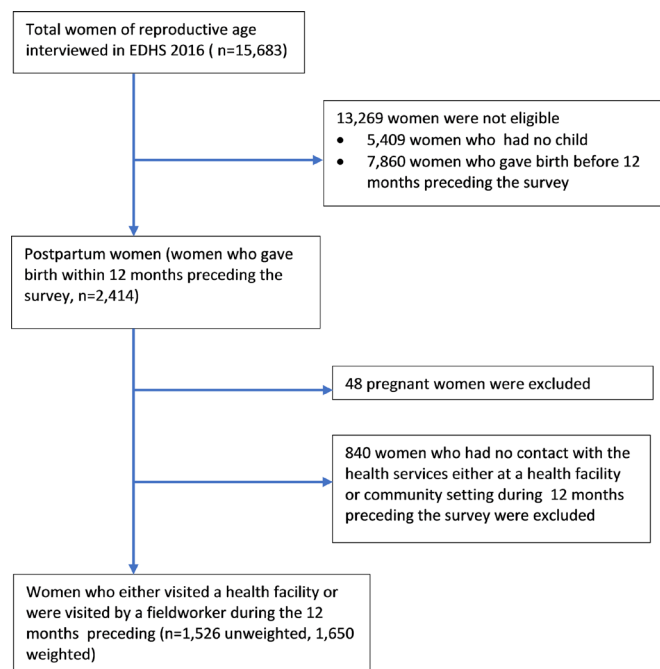 Total women of reproductive age
interviewed in EDHS 2016 ( n=15,683)
13,269 women were not eligible
• 5,409 women who had no child
• 7,860 women who gave birth before 12
months preceding the survey
Postpartum women (women who gave
birth within 12 months preceding the
survey, n=2,414)
48 pregnant women were excluded
840 women who had no contact with the
health services either at a health facility
or community setting during 12 months
preceding the survey were excluded
Women who either visited a health facility or
were visited by a fieldworker during the 12
months preceding (n=1,526 unweighted, 1,650
weighted)